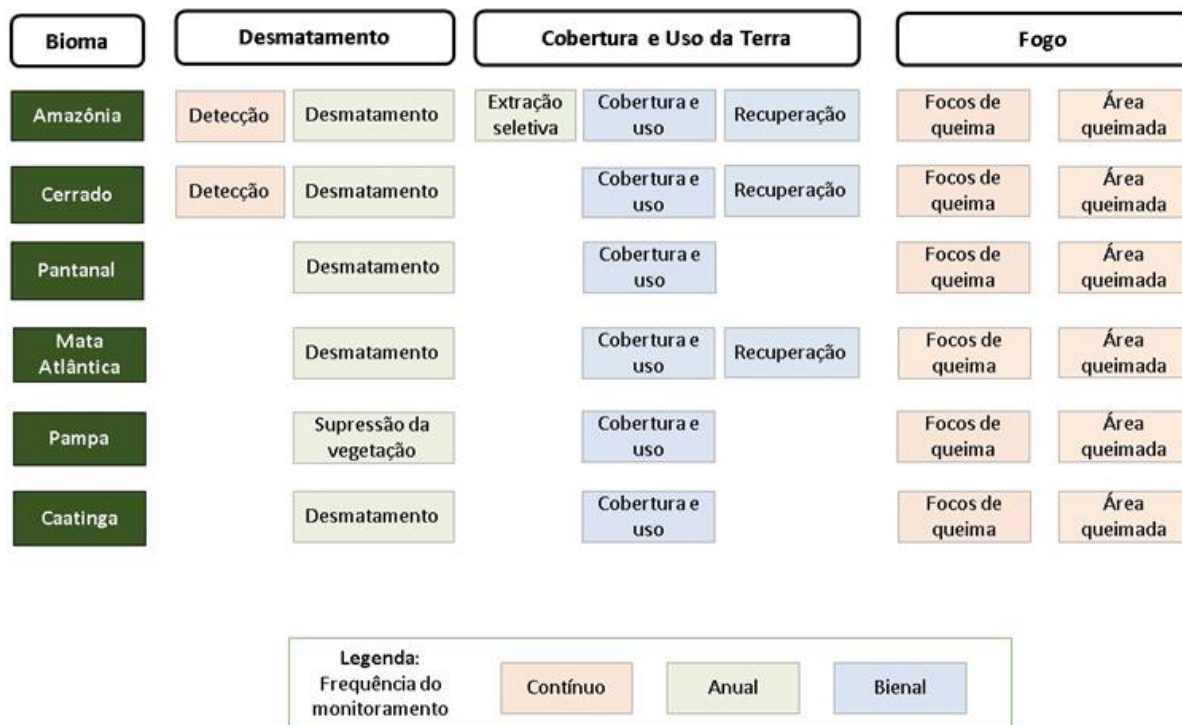 Bioma
Desmatamento
Cobertura e Uso da Terra
Fogo
Amazônia
Detecção
Desmatamento
Extração
seletiva
Cobertura e
uso
Recuperação
Focos de
queima
Área
queimada
Cerrado
Detecção
Desmatamento
Cobertura e
uso
Recuperação
Focos de
queima
Área
queimada
Pantanal
Desmatamento
Cobertura e
uso
Focos de
queima
Área
queimada
Mata
Atlântica
Desmatamento
Cobertura e
uso
Recuperação
Focos de
queima
Área
queimada
Pampa
Supressão da
vegetação
Cobertura e
uso
Focos de
queima
Área
queimada
Caatinga
Desmatamento
Cobertura e
uso
Focos de
queima
Área
queimada
Legenda:
Frequência do
monitoramento
Contínuo
Anual
Bienal